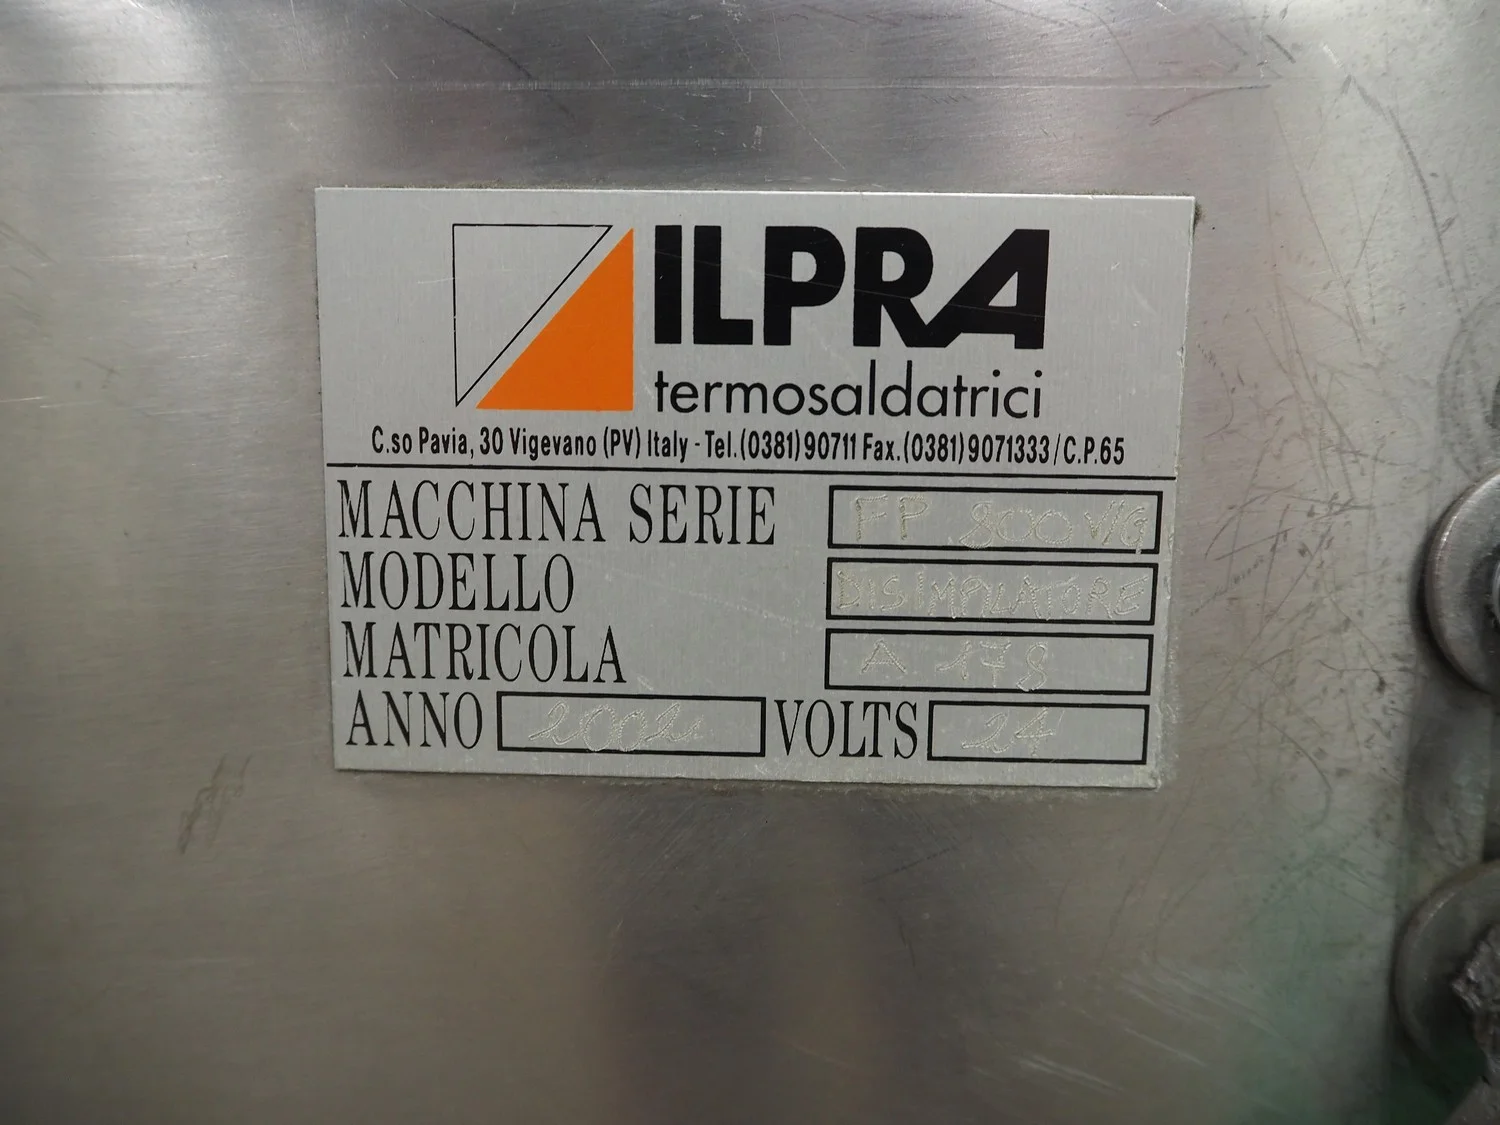 ILPRA
termosaldatrici
C.so Pavia, 30 Vigevano (PV) Italy - Tel. (0381) 90711 Fax. (0381) 9071333 / C.P. 65
MACCHINA SERIE FP 800 V/G
MODELLO DISIMPILATORE
MATRICOLA A 178
ANNO 2004 VOLTS 24